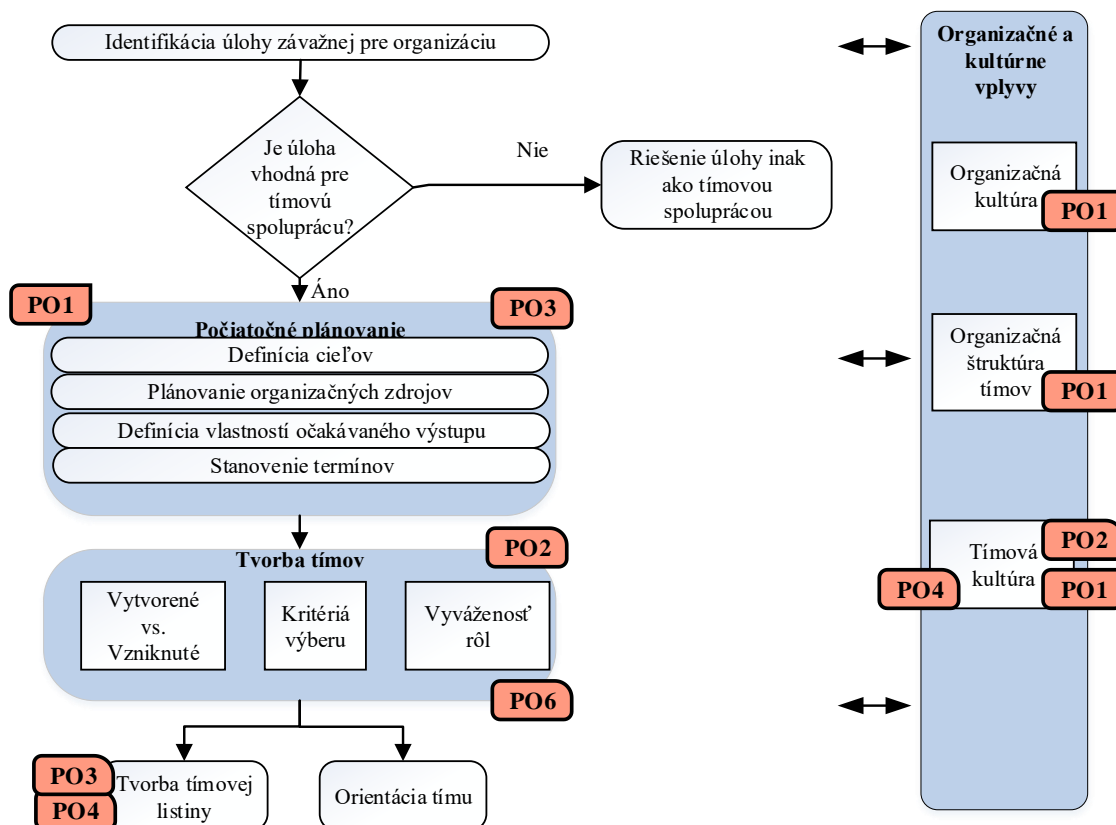 Identifikácia úlohy závažnej pre organizáciu
Je úloha
vhodná pre
tímovú
spoluprácu?
Nie
Riešenie úlohy inak
ako tímovou
spoluprácou
Áno
PO1
PO3
Počiatočné plánovanie
Definícia cieľov
Plánovanie organizačných zdrojov
Definícia vlastností očakávaného výstupu
Stanovenie termínov
PO2
Tvorba tímov
Vytvorené
vs.
Vzniknuté
Kritériá
výberu
Vyváženosť
rôl
PO6
PO3
PO4
Tvorba tímovej
listiny
Orientácia tímu
Organizačné a
kultúrne
vplyvy
Organizačná
kultúra
PO1
Organizačná
štruktúra
tímov
PO1
PO2
Tímová
kultúra
PO4
PO1